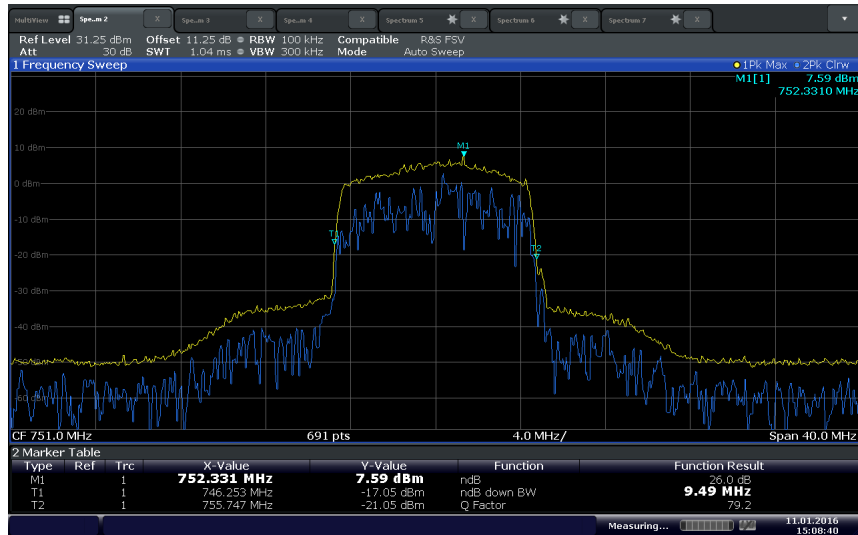 MultiView Spe...m 2 X Spe...m 3 X Spe...m 4 X Spectrum 5 X Spectrum 6 X Spectrum 7 X
Ref Level 31.25 dBm Offset 11.25 dB RBW 100 kHz Compatible R&S FSV
Att 30 dB SWT 1.04 ms VBW 300 kHz Mode Auto Sweep
1 Frequency Sweep 1Pk Max 2Pk Clrw
M1[1] 7.59 dBm
752.3310 MHz
20 dBm
10 dBm
M1
0 dBm
-10 dBm
T1
-20 dBm
T2
-30 dBm
-40 dBm
-50 dBm
-60 dBm
CF 751.0 MHz 691 pts 4.0 MHz/ Span 40.0 MHz
2 Marker Table
Type Ref Trc X-Value Y-Value Function Function Result
M1 1 752.331 MHz 7.59 dBm ndB 26.0 dB
T1 1 746.253 MHz -17.05 dBm ndB down BW 9.49 MHz
T2 1 755.747 MHz -21.05 dBm Q Factor 79.2
Measuring... 11.01.2016
15:08:40